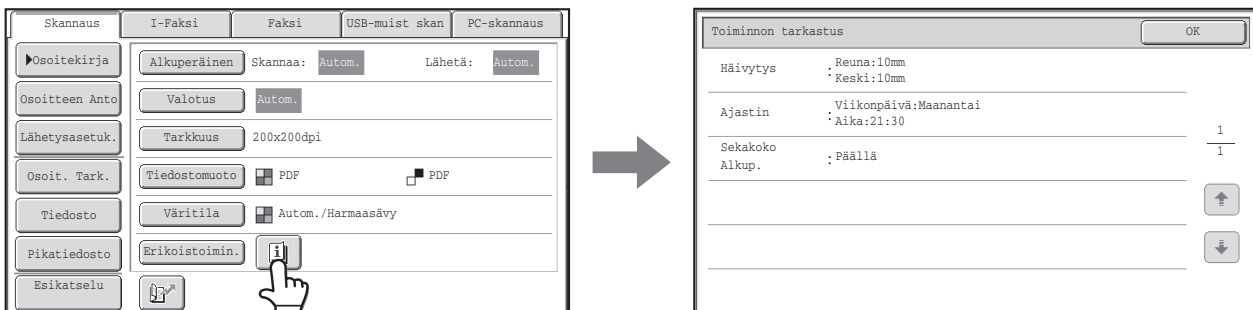 Skannaus I-Faksi Faksi USB-muist skan PC-skannaus
Osoitekirja
Alkuperäinen Skannaa: Autom. Lähetä: Autom.
Osoitteen Anto
Valotus Autom.
Lähetysasetuk.
Tarkkuus 200x200dpi
Osoit. Tark.
Tiedostomuoto PDF PDF
Tiedosto
Väritila Autom./Harmaasävy
Pikatiedosto
Erikoistoimin.
Esikatselu
Toiminnon tarkastus OK
Häivytys :Reuna:10mm
Keski:10mm
Ajastin :Viikonpäivä:Maanantai
Aika:21:30
Sekakoko
Alkup. :Päällä
1
1